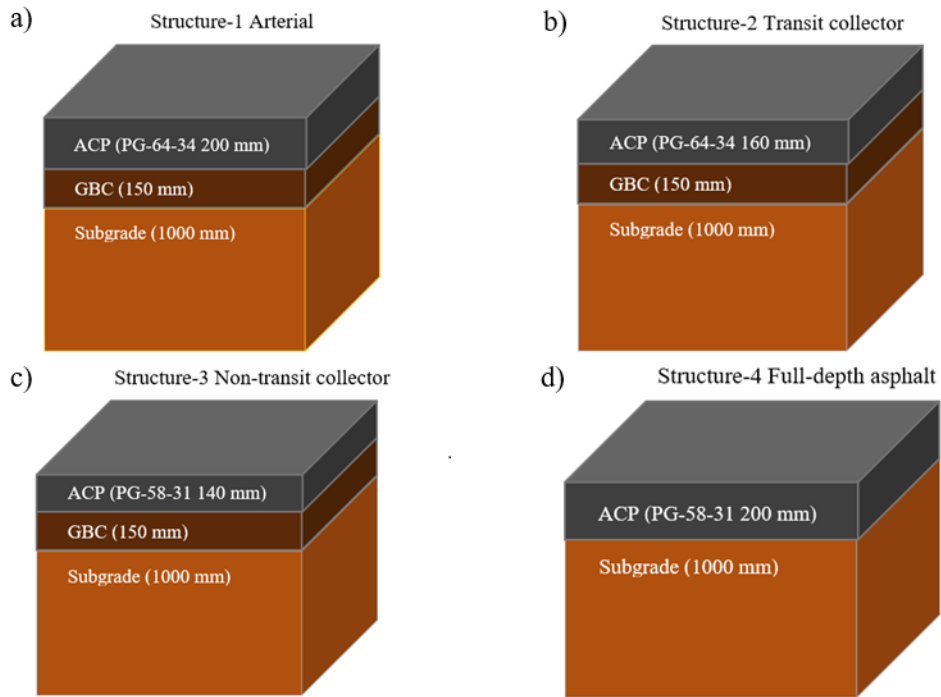 a)
Structure-1 Arterial
ACP (PG-64-34 200 mm)
GBC (150 mm)
Subgrade (1000 mm)
b)
Structure-2 Transit collector
ACP (PG-64-34 160 mm)
GBC (150 mm)
Subgrade (1000 mm)
c)
Structure-3 Non-transit collector
ACP (PG-58-31 140 mm)
GBC (150 mm)
Subgrade (1000 mm)
d)
Structure-4 Full-depth asphalt
ACP (PG-58-31 200 mm)
Subgrade (1000 mm)